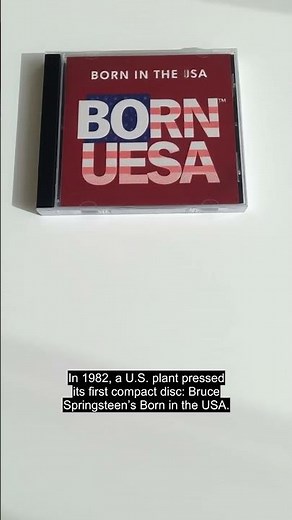 BORN IN THE USA
BORN™
UESA
In 1982, a U.S. plant pressed
its first compact disc: Bruce
Springsteen's Born in the USA.